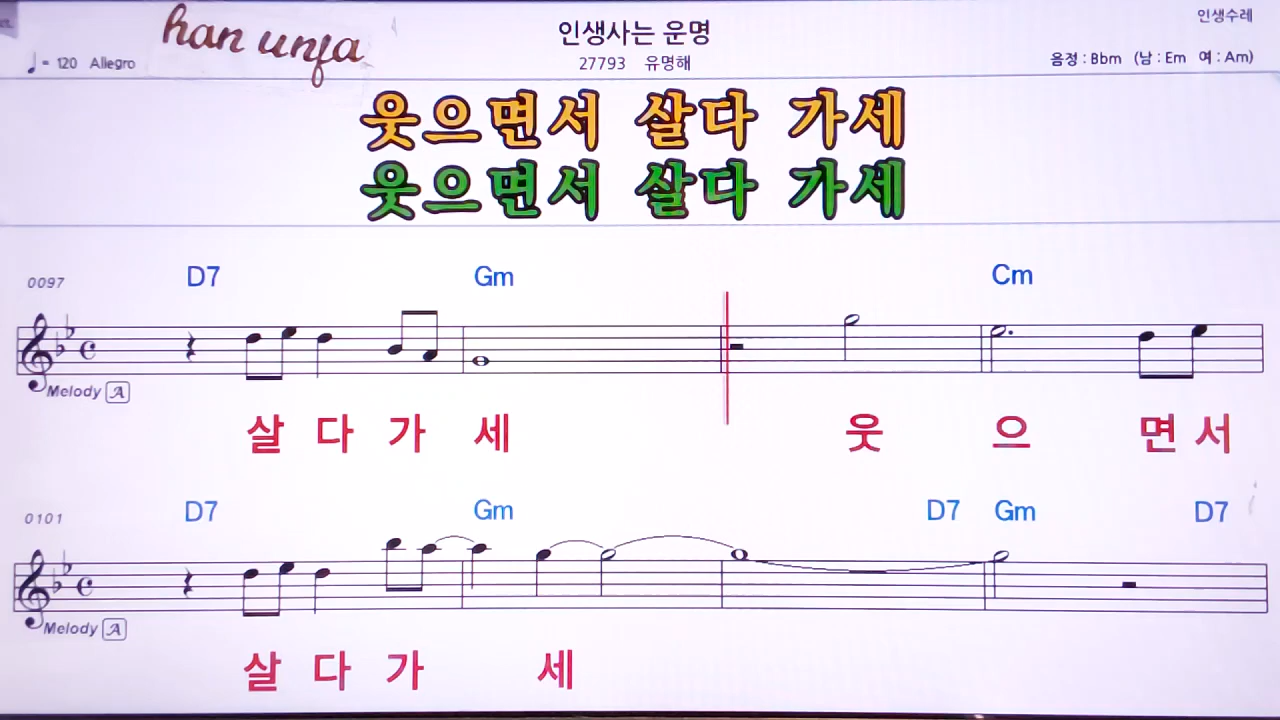 han unfa
인생사는 운명
인생수레
♩= 120 Allegro
27793 유명해
음정 : Bbm (남 : Em 여 : Am)
웃으면서 살다 가세
웃으면서 살다 가세
0097 D7 Gm Cm
Melody A
살 다 가 세 웃 으 면 서
0101 D7 Gm D7 Gm D7
Melody A
살 다 가 세